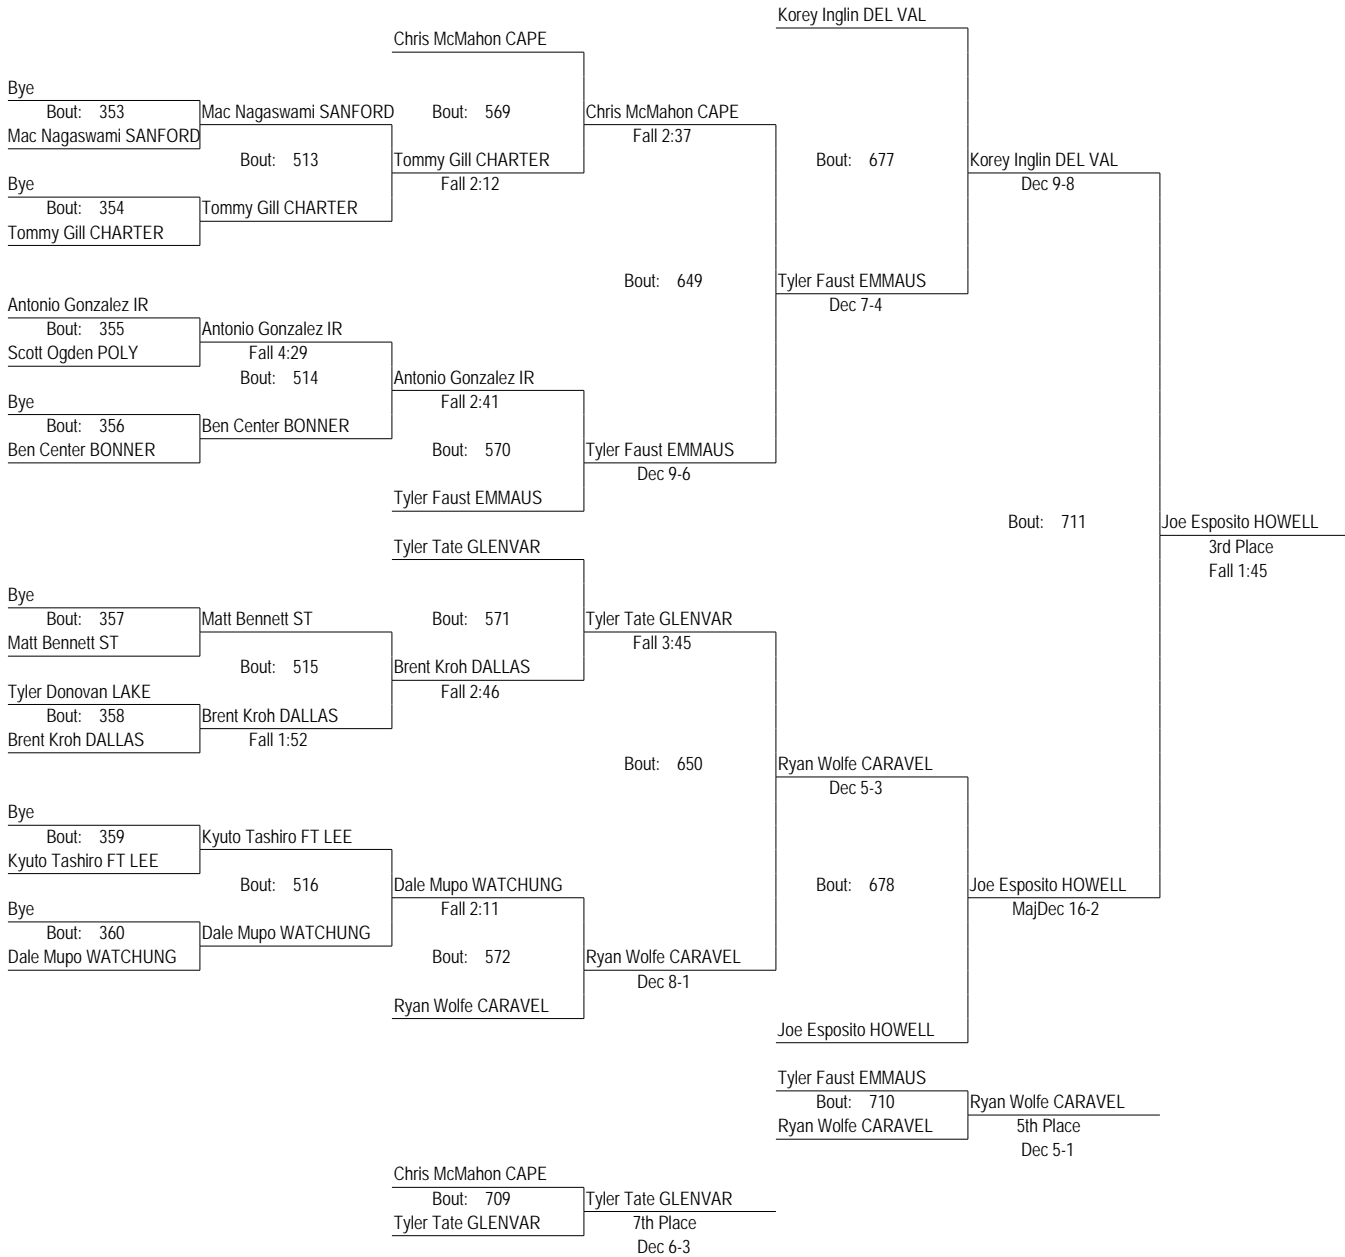 Korey Inglin DEL VAL
Chris McMahon CAPE
Bye
Bout: 353
Mac Nagaswami SANFORD
Bout: 569
Chris McMahon CAPE
Mac Nagaswami SANFORD
Fall 2:37
Bout: 513
Tommy Gill CHARTER
Bout: 677
Korey Inglin DEL VAL
Bye
Fall 2:12
Dec 9-8
Bout: 354
Tommy Gill CHARTER
Tommy Gill CHARTER
Bout: 649
Tyler Faust EMMAUS
Antonio Gonzalez IR
Dec 7-4
Bout: 355
Antonio Gonzalez IR
Scott Ogden POLY
Fall 4:29
Bout: 514
Antonio Gonzalez IR
Bye
Fall 2:41
Bout: 356
Ben Center BONNER
Ben Center BONNER
Bout: 570
Tyler Faust EMMAUS
Dec 9-6
Tyler Faust EMMAUS
Bout: 711
Joe Esposito HOWELL
Tyler Tate GLENVAR
3rd Place
Fall 1:45
Bye
Bout: 357
Matt Bennett ST
Bout: 571
Tyler Tate GLENVAR
Matt Bennett ST
Fall 3:45
Bout: 515
Brent Kroh DALLAS
Tyler Donovan LAKE
Fall 2:46
Bout: 358
Brent Kroh DALLAS
Brent Kroh DALLAS
Fall 1:52
Bout: 650
Ryan Wolfe CARAVEL
Dec 5-3
Bye
Bout: 359
Kyuto Tashiro FT LEE
Kyuto Tashiro FT LEE
Bout: 516
Dale Mupo WATCHUNG
Bout: 678
Joe Esposito HOWELL
Bye
Fall 2:11
MajDec 16-2
Bout: 360
Dale Mupo WATCHUNG
Dale Mupo WATCHUNG
Bout: 572
Ryan Wolfe CARAVEL
Dec 8-1
Ryan Wolfe CARAVEL
Joe Esposito HOWELL
Tyler Faust EMMAUS
Bout: 710
Ryan Wolfe CARAVEL
Ryan Wolfe CARAVEL
5th Place
Dec 5-1
Chris McMahon CAPE
Bout: 709
Tyler Tate GLENVAR
Tyler Tate GLENVAR
7th Place
Dec 6-3